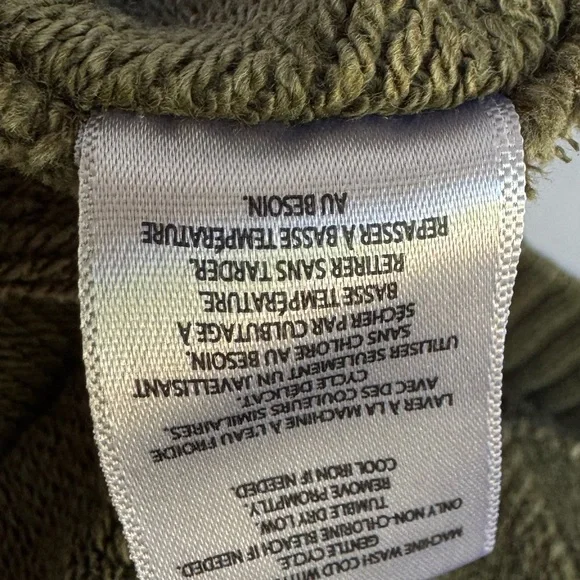 MACHINE WASH COLD WITH
GENTLE CYCLE.
ONLY NON-CHLORINE BLEACH IF NEEDED.
TUMBLE DRY LOW
REMOVE PROMPTLY.
COOL IRON IF NEEDED.
LAVER À LA MACHINE À L'EAU FROIDE
AVEC DES COULEURS SIMILAIRES.
CYCLE DÉLICAT.
UTILISER SEULEMENT UN JAVELLISANT
SANS CHLORE AU BESOIN.
SÉCHER PAR CULBUTAGE À
BASSE TEMPÉRATURE.
RETIRER SANS TARDER.
REPASSER À BASSE TEMPÉRATURE
AU BESOIN.